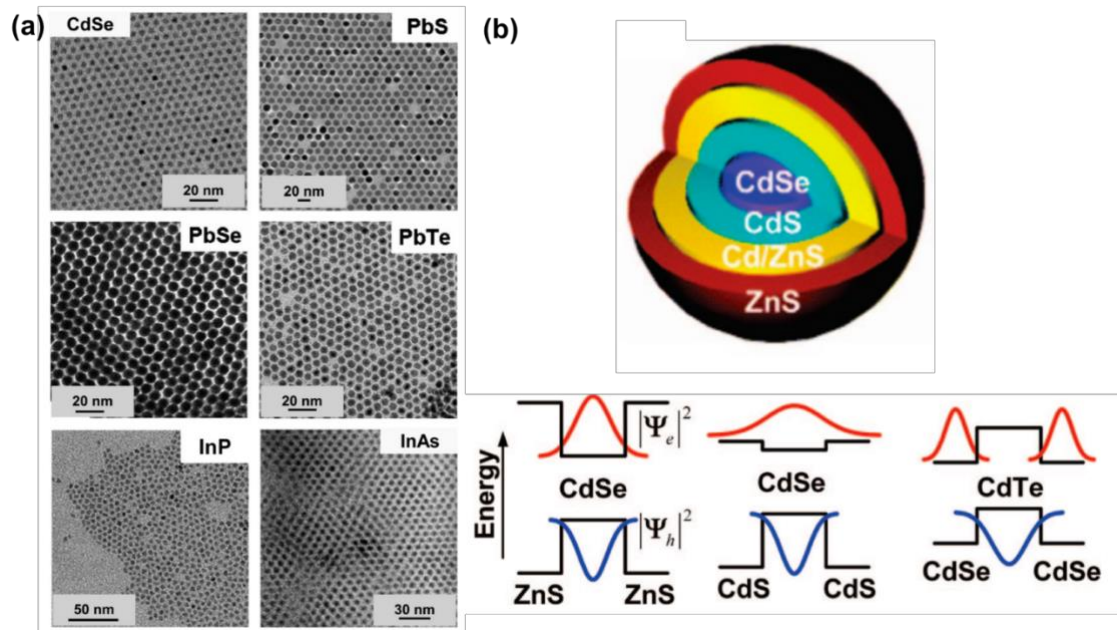 (a)
CdSe
20 nm
PbS
20 nm
PbSe
20 nm
PbTe
20 nm
InP
50 nm
InAs
30 nm
(b)
CdSe
CdS
Cd/ZnS
ZnS
Energy
|Ψe|²
CdSe
CdSe
CdTe
|Ψh|²
ZnS ZnS
CdS CdS
CdSe CdSe